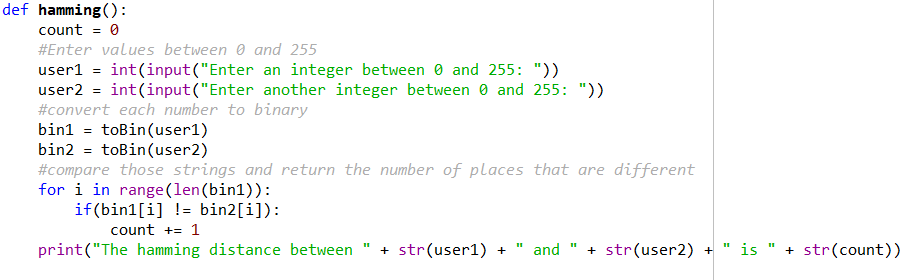 def hamming():
    count = 0
    #Enter values between 0 and 255
    user1 = int(input("Enter an integer between 0 and 255: "))
    user2 = int(input("Enter another integer between 0 and 255: "))
    #convert each number to binary
    bin1 = toBin(user1)
    bin2 = toBin(user2)
    #compare those strings and return the number of places that are different
    for i in range(len(bin1)):
        if(bin1[i] != bin2[i]):
            count += 1
    print("The hamming distance between " + str(user1) + " and " + str(user2) + " is " + str(count))